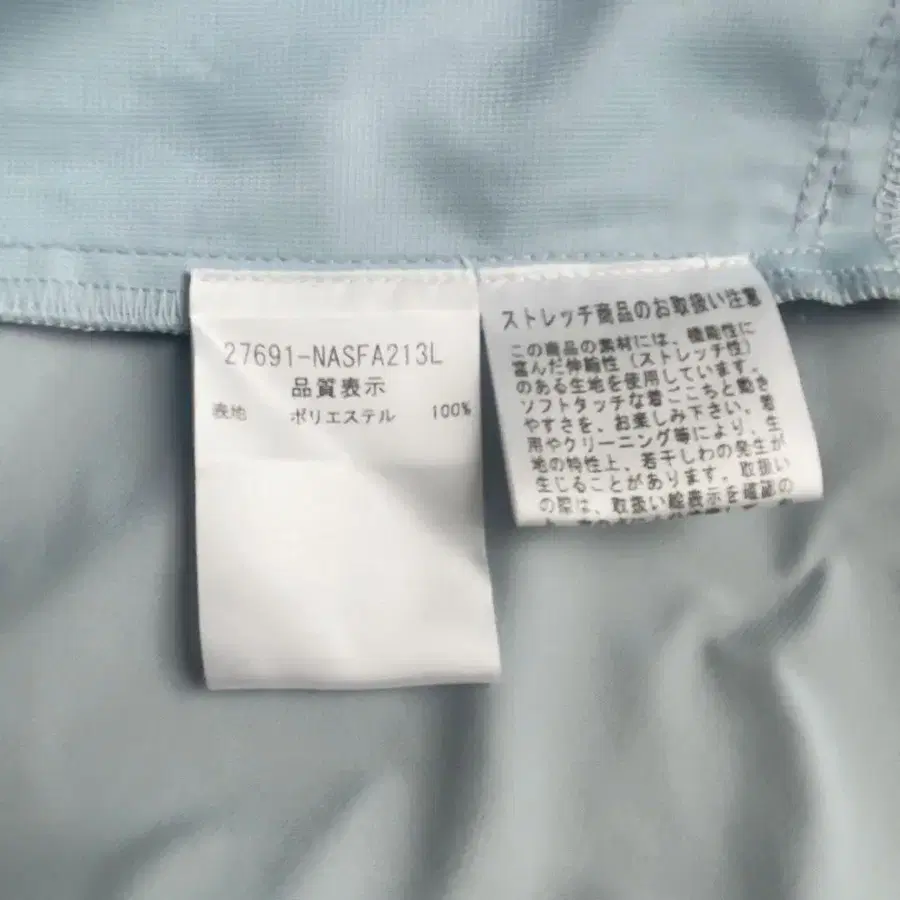 27691-NASFA213L
品質表示
表地 ポリエステル 100%
ストレッチ商品のお取扱い注意
この商品の素材には、機能性に
富んだ伸縮性（ストレッチ性）
のある生地を使用しています。
ソフトタッチな着ごこちと動き
やすさを、お楽しみ下さい。着
用やクリーニング等により、生
地の特性上、若干しわの発生が
生じることがあります。取扱い
の際は、取扱い絵表示を確認の